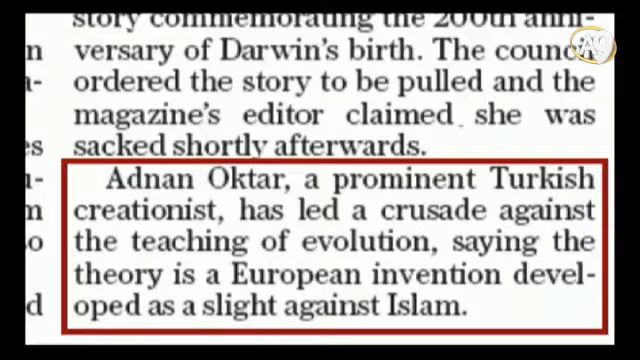 story commemorating the 200th anni-
versary of Darwin's birth. The council
ordered the story to be pulled and the
magazine's editor claimed she was
sacked shortly afterwards.
Adnan Oktar, a prominent Turkish
creationist, has led a crusade against
the teaching of evolution, saying the
theory is a European invention devel-
oped as a slight against Islam.
A9